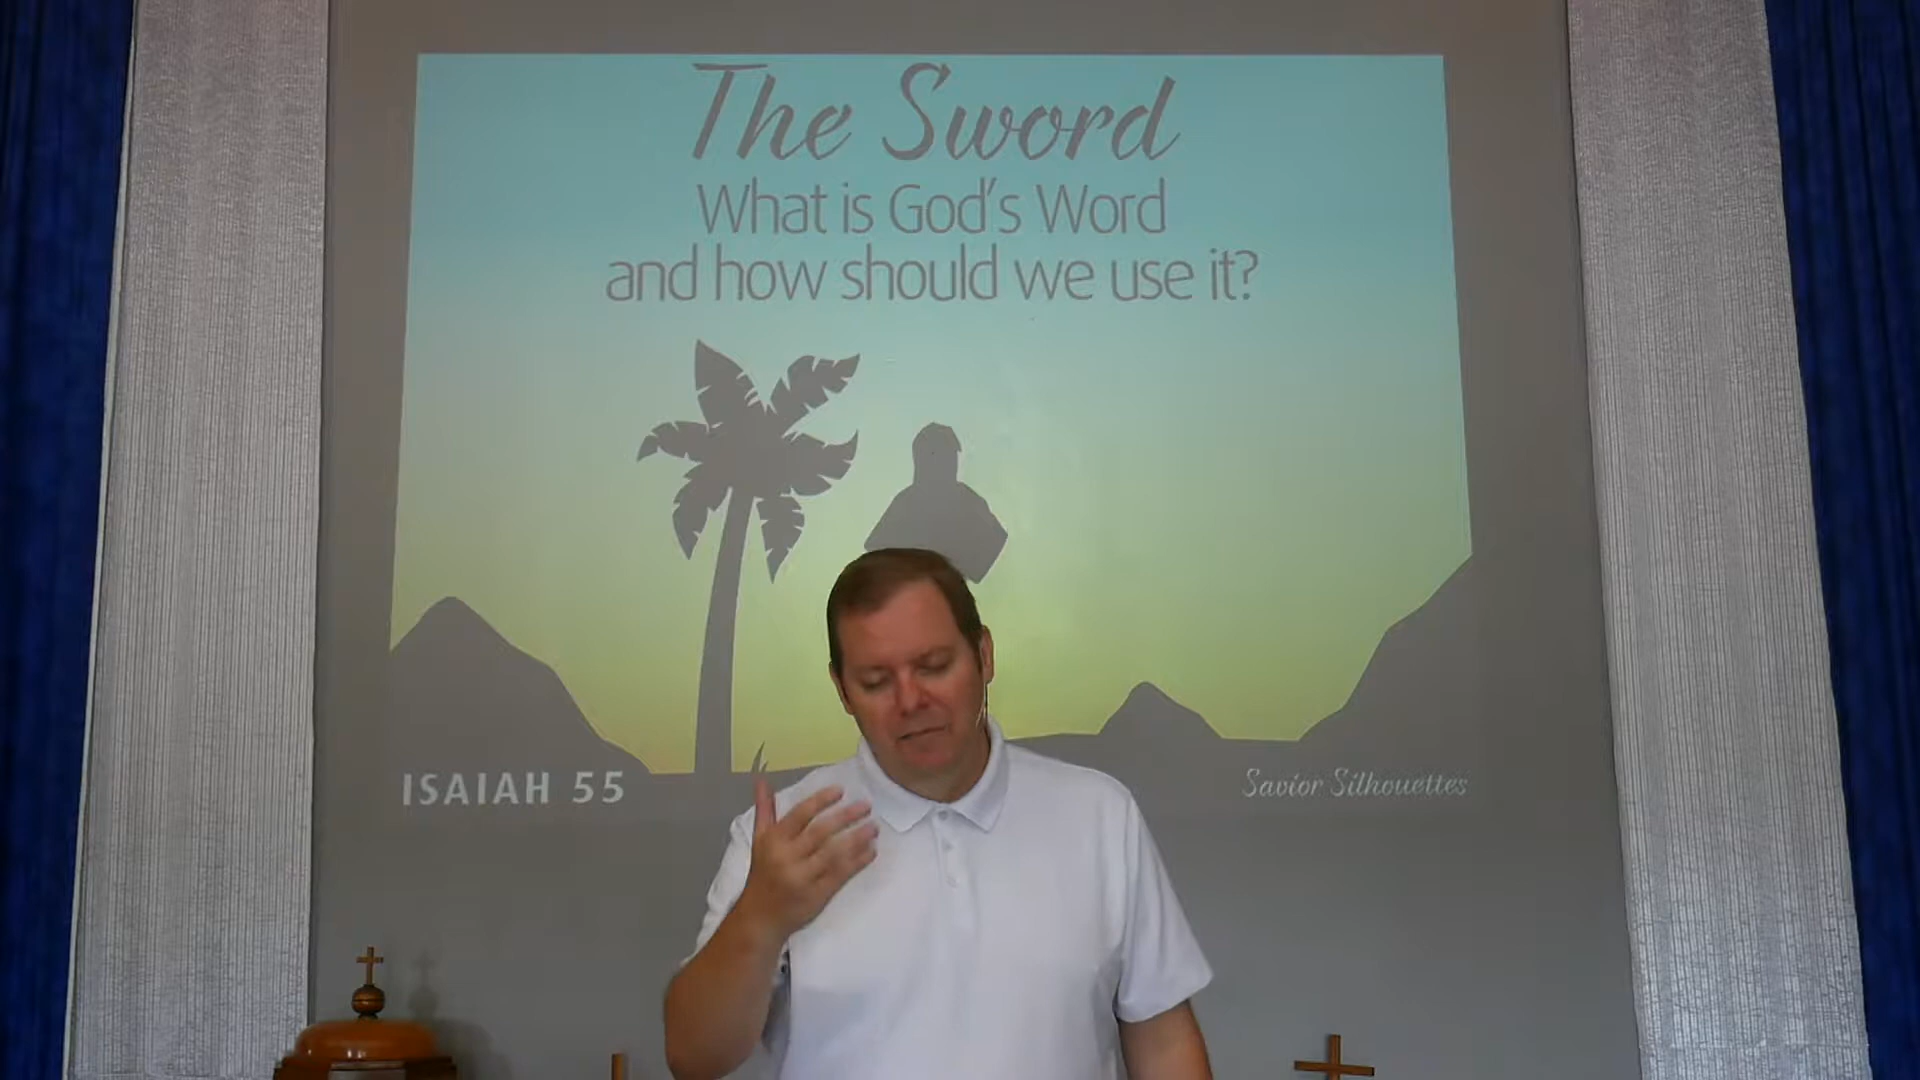 The Sword
What is God's Word
and how should we use it?
ISAIAH 55
Savior Silhouettes